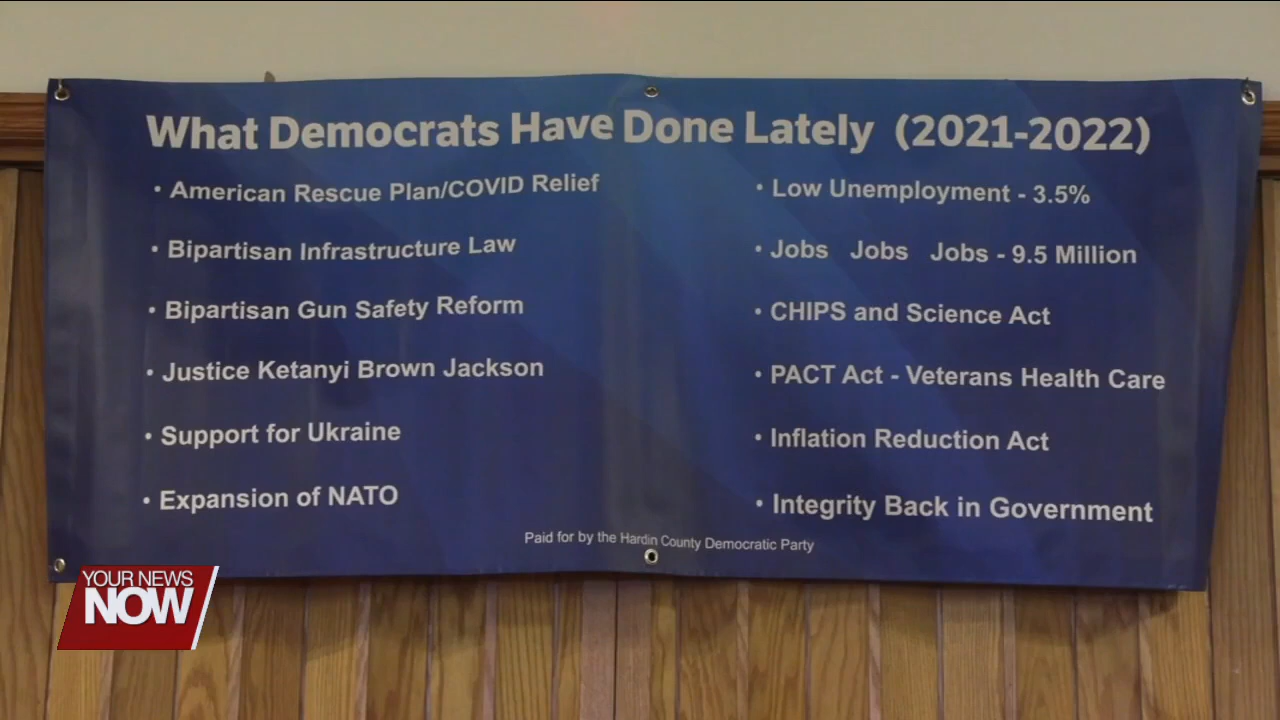 What Democrats Have Done Lately (2021-2022)
• American Rescue Plan/COVID Relief
• Bipartisan Infrastructure Law
• Bipartisan Gun Safety Reform
• Justice Ketanyi Brown Jackson
• Support for Ukraine
• Expansion of NATO
• Low Unemployment - 3.5%
• Jobs Jobs Jobs - 9.5 Million
• CHIPS and Science Act
• PACT Act - Veterans Health Care
• Inflation Reduction Act
• Integrity Back in Government
Paid for by the Hardin County Democratic Party
YOUR NEWS
NOW